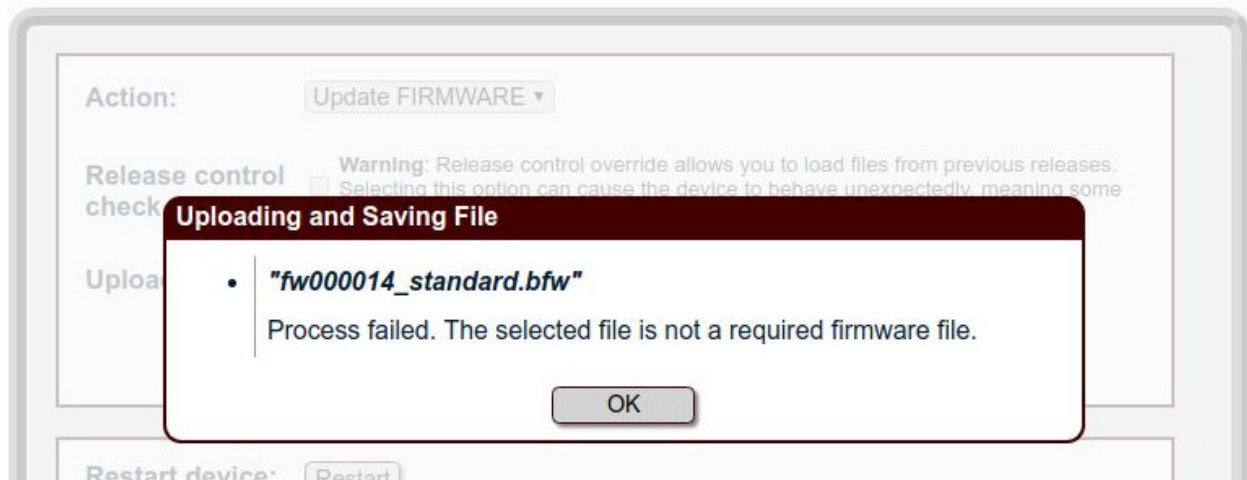 Action:
Update FIRMWARE ▾
Release control
check
Warning: Release control override allows you to load files from previous releases.
Selecting this option can cause the device to behave unexpectedly, meaning some
Uploading and Saving File
Uploa
• "fw000014_standard.bfw"
Process failed. The selected file is not a required firmware file.
OK
Restart device:
Restart